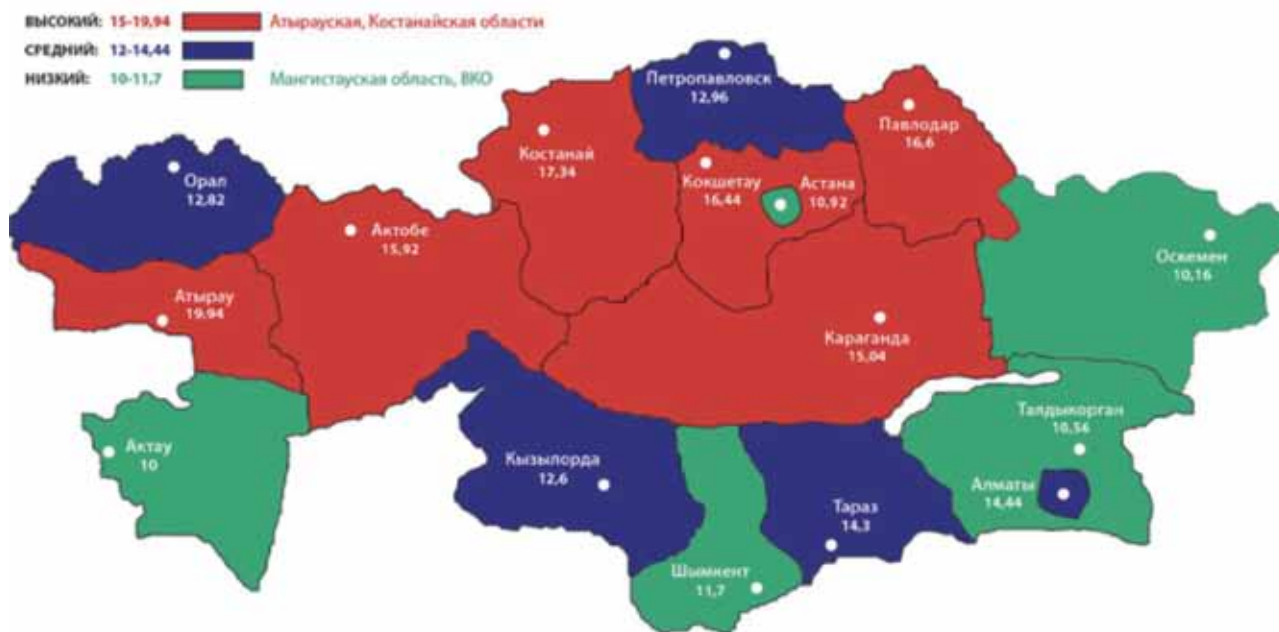 ВЫСОКИЙ: 15-19,94 Атырауская, Костанайская области
СРЕДНИЙ: 12-14,44
НИЗКИЙ: 10-11,7 Мангистауская область, ВКО
Петропавловск
12,96
Павлодар
16,6
Костанай
17,34
Кокшетау
16,44
Астана
10,92
Орал
12,82
Актобе
15,92
Оскемен
10,16
Атырау
19,94
Караганда
15,04
Талдыкорган
10,56
Актау
10
Кызылорда
12,6
Алматы
14,44
Тараз
14,3
Шымкент
11,7